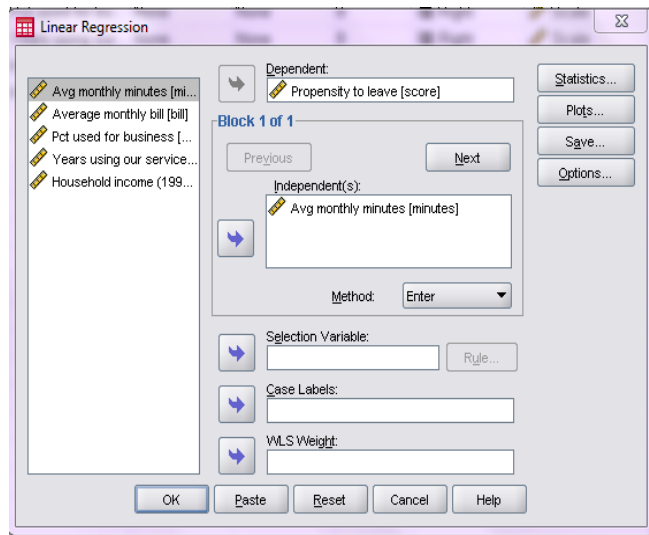 Linear Regression
Avg monthly minutes [mi...
Average monthly bill [bill]
Pct used for business [...
Years using our service...
Household income (199...
Dependent:
Propensity to leave [score]
Block 1 of 1
Previous
Next
Independent(s):
Avg monthly minutes [minutes]
Method:
Enter
Selection Variable:
Rule...
Case Labels:
WLS Weight:
Statistics...
Plots...
Save...
Options...
OK
Paste
Reset
Cancel
Help